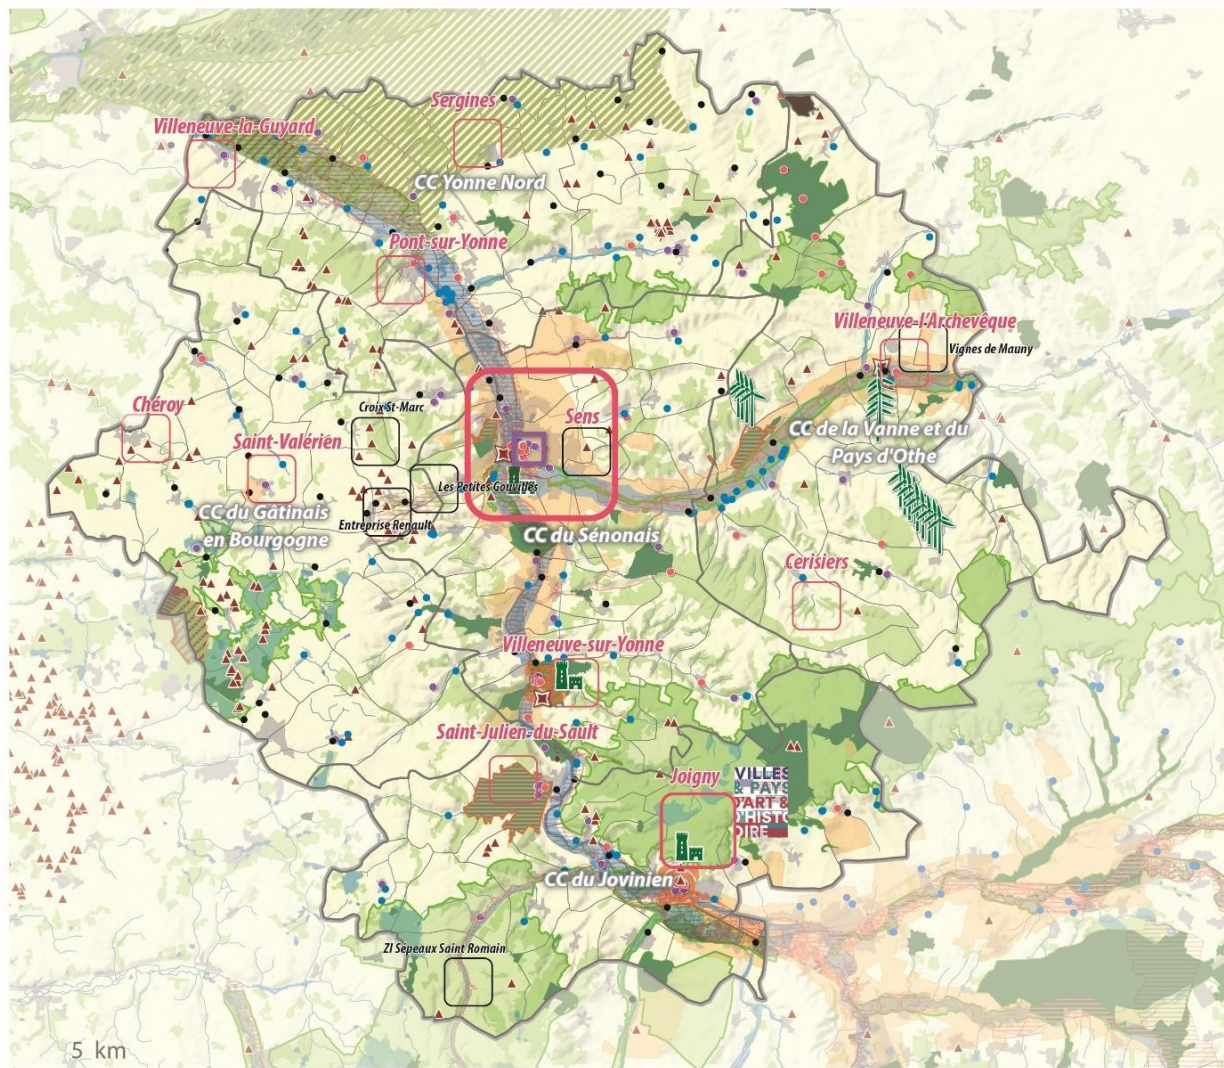 Sergines
Villeneuve-la-Guyard
CC Yonne Nord
Pont-sur-Yonne
Villeneuve-l'Archevêque
Vignes de Mauny
Chéroy
Croix St-Marc
Sens
Saint-Valérien
CC de la Vanne et du
Pays d'Othe
Les Petites Gouvilles
CC du Gâtinais
en Bourgogne
Entreprise Renault
CC du Sénonais
Cerisiers
Villeneuve-sur-Yonne
Saint-Julien-du-Sault
Joigny
VILLES
& PAYS
D'ART &
D'HISTO
OIRE
CC du Jovinien
ZI Sépeaux Saint Romain
5 km